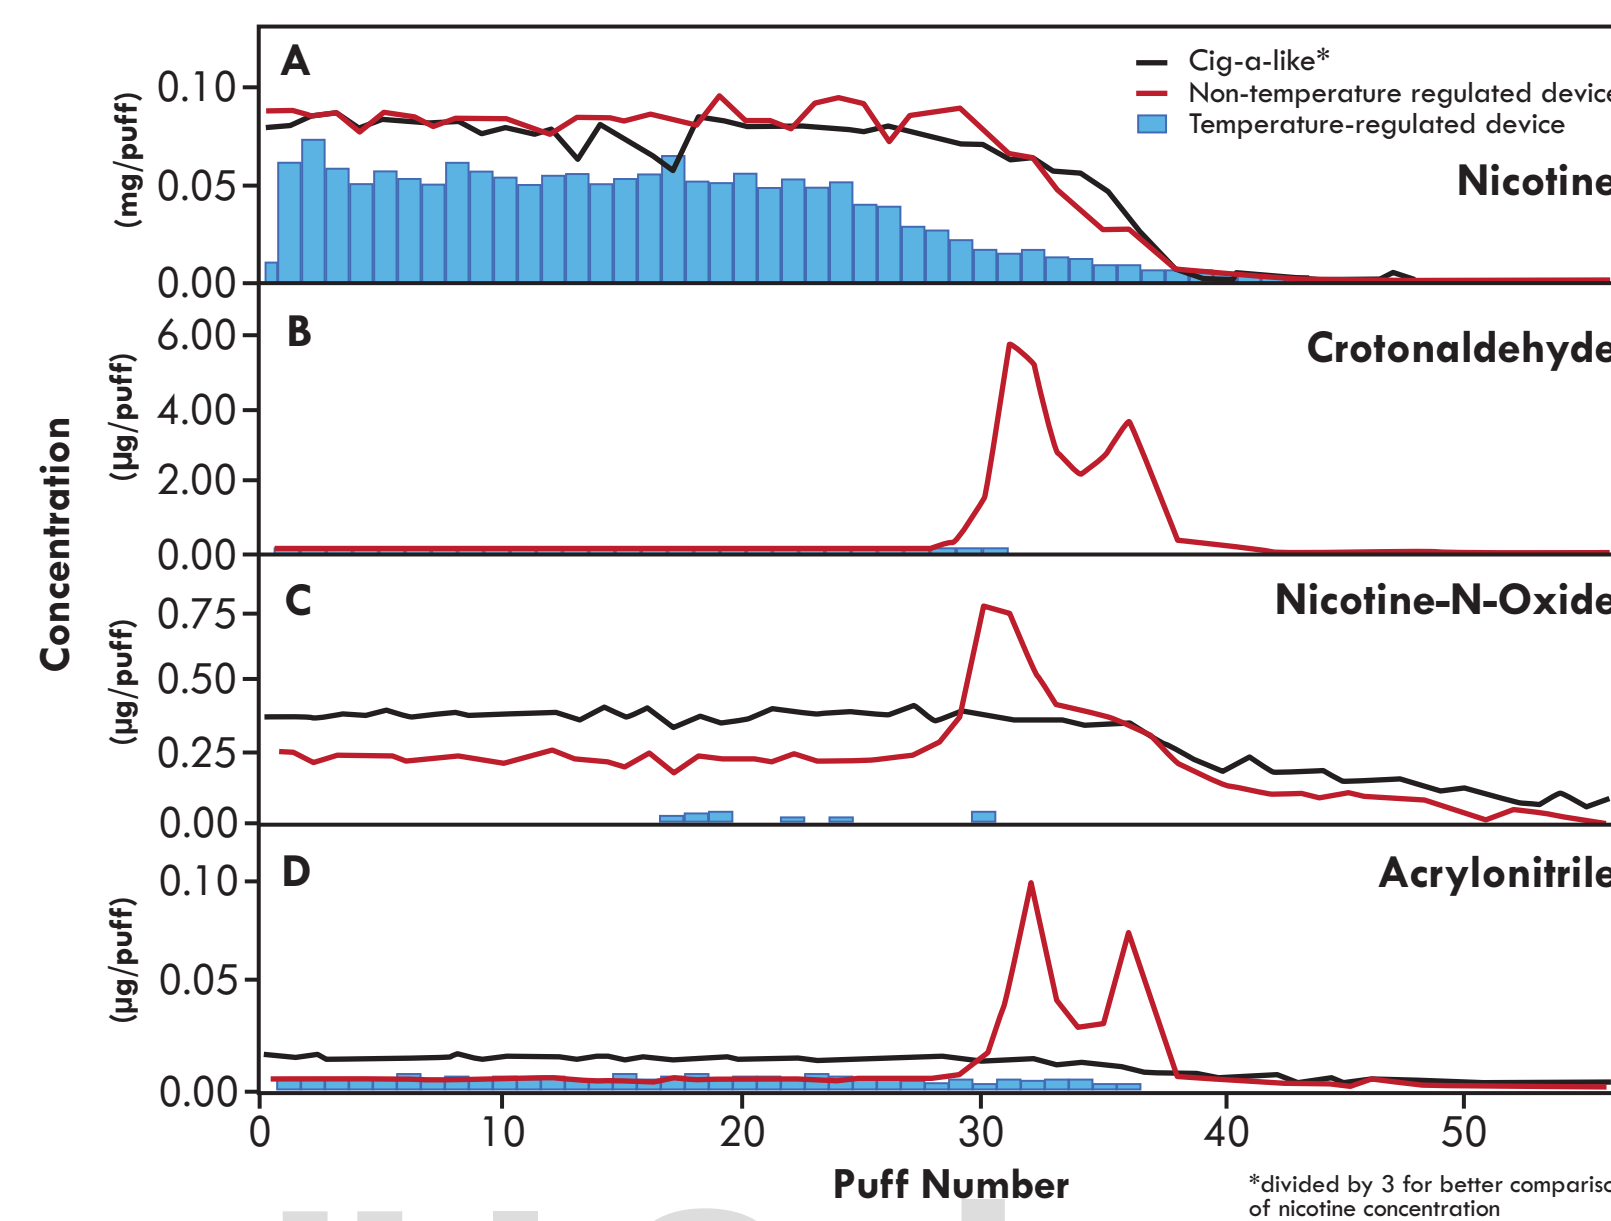 A
Cig-a-like*
Non-temperature regulated device
Temperature-regulated device
Nicotine
(mg/puff)
0.10
0.05
0.00
B
Crotonaldehyde
(µg/puff)
6.00
4.00
2.00
0.00
Concentration
C
Nicotine-N-Oxide
(µg/puff)
0.75
0.50
0.25
0.00
D
Acrylonitrile
(µg/puff)
0.10
0.05
0.00
0 10 20 30 40 50
Puff Number
*divided by 3 for better compariso
of nicotine concentration